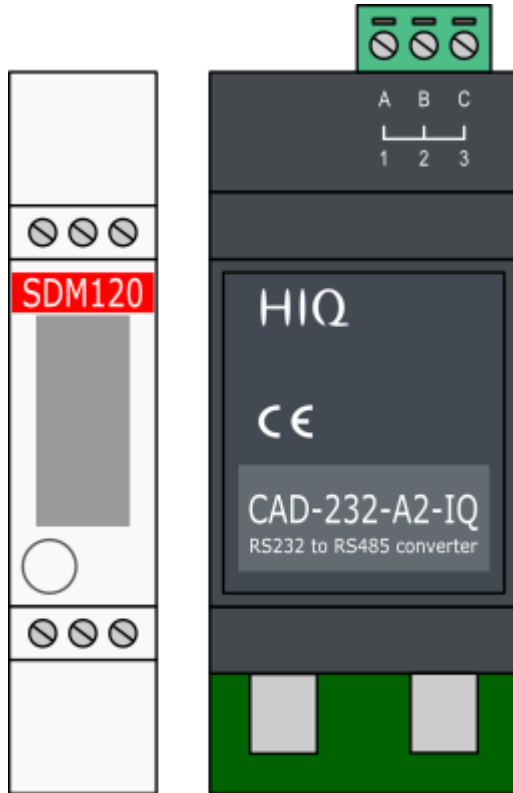 A B C
1 2 3
SDM120
HIQ
CE
CAD-232-A2-IQ
RS232 to RS485 converter